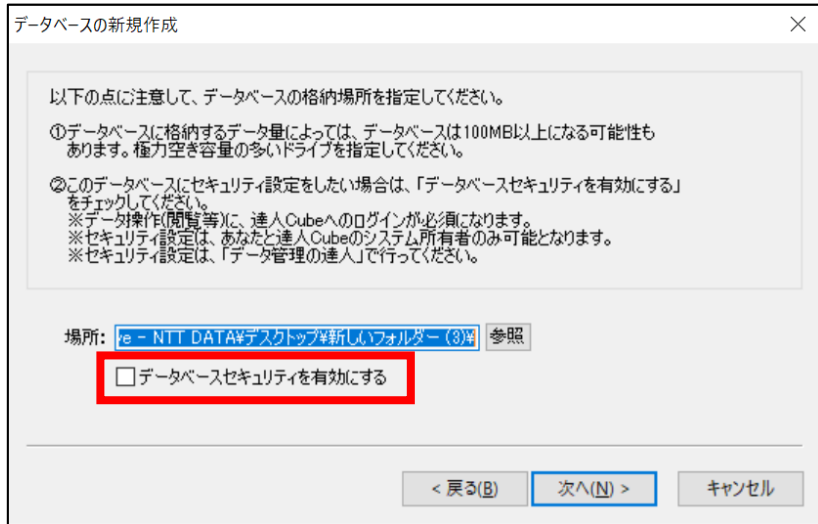 データベースの新規作成
以下の点に注意して、データベースの格納場所を指定してください。
①データベースに格納するデータ量によっては、データベースは100MB以上になる可能性も
あります。極力空き容量の多いドライブを指定してください。
②このデータベースにセキュリティ設定をしたい場合は、「データベースセキュリティを有効にする」
をチェックしてください。
※データ操作(閲覧等)に、達人Cubeへのログインが必須になります。
※セキュリティ設定は、あなたと達人Cubeのシステム所有者のみ可能となります。
※セキュリティ設定は、「データ管理の達人」で行ってください。
場所: ve - NTT DATA¥デスクトップ¥新しいフォルダー (3)¥ 参照
データベースセキュリティを有効にする
< 戻る(B) 次へ(N) > キャンセル